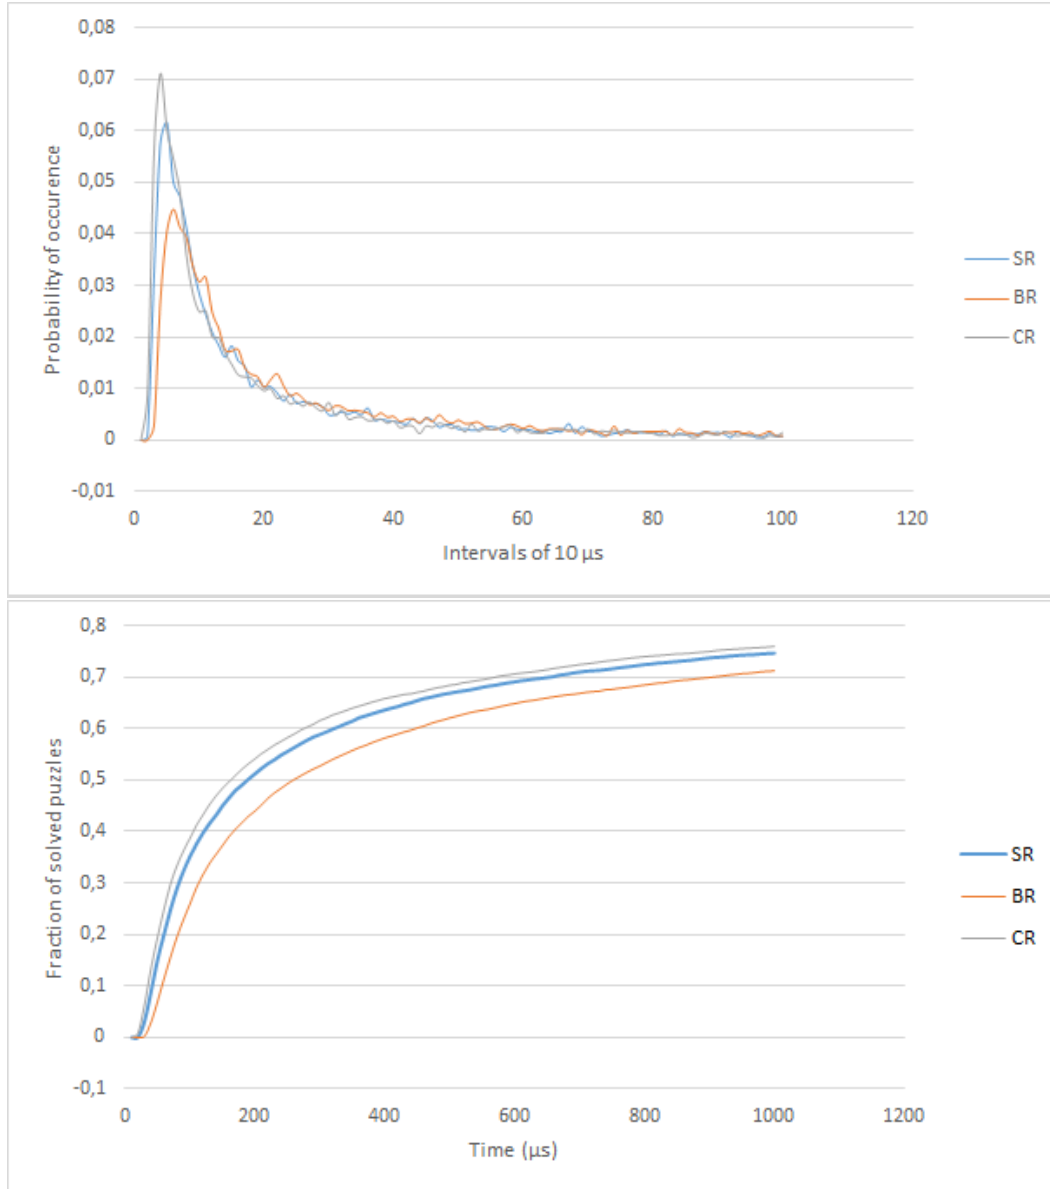 0,08
0,07
0,06
0,05
0,04
0,03
0,02
0,01
0
-0,01
Probability of occurence
0 20 40 60 80 100 120
Intervals of 10 µs
SR
BR
CR
0,8
0,7
0,6
0,5
0,4
0,3
0,2
0,1
0
-0,1
Fraction of solved puzzles
0 200 400 600 800 1000 1200
Time (µs)
SR
BR
CR